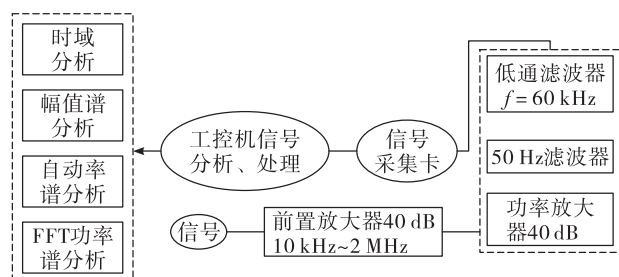 时域
分析
幅值谱
分析
自动率
谱分析
FFT功率
谱分析
工控机信号
分析、处理
信号
采集卡
低通滤波器
f=60 kHz
50 Hz滤波器
功率放大
器40 dB
信号
前置放大器40 dB
10 kHz~2 MHz